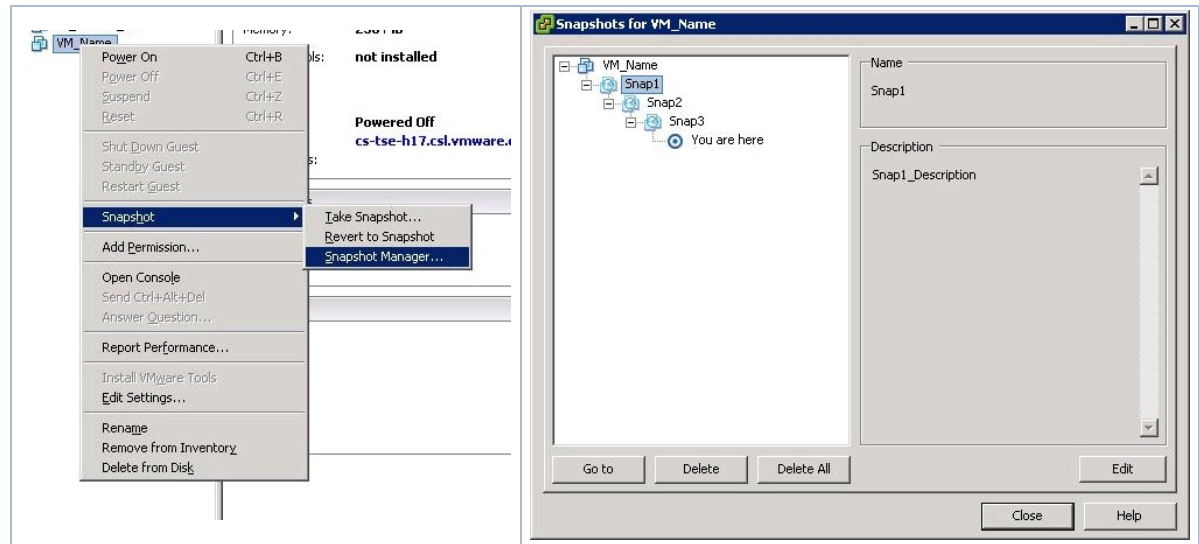 VM_Name
Power On Ctrl+B
Power Off Ctrl+E
Suspend Ctrl+Z
Reset Ctrl+R
Shut Down Guest
Standby Guest
Restart Guest
Snapshot
Add Permission...
Open Console
Send Ctrl+Alt+Del
Answer Question...
Report Performance...
Install VMware Tools
Edit Settings...
Rename
Remove from Inventory
Delete from Disk
not installed
Powered Off
cs-tse-h17.csl.vmware.
Take Snapshot...
Revert to Snapshot
Snapshot Manager...
Snapshots for VM_Name
VM_Name
Snap1
Snap2
Snap3
You are here
Name
Snap1
Description
Snap1_Description
Go to
Delete
Delete All
Edit
Close
Help